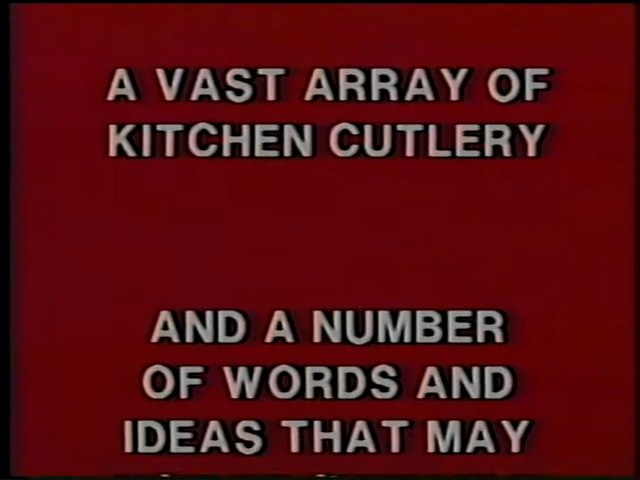 A VAST ARRAY OF
KITCHEN CUTLERY
AND A NUMBER
OF WORDS AND
IDEAS THAT MAY